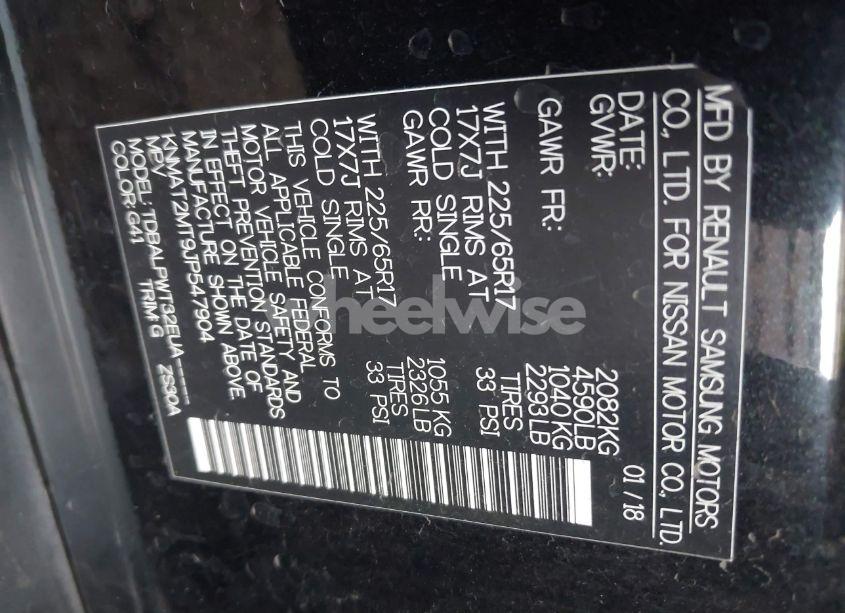 MFD BY RENAULT SAMSUNG MOTORS
CO., LTD. FOR NISSAN MOTOR CO., LTD.
DATE: 01/18
GVWR: 2082KG
4590LB
GAWR FR: 1040 KG
2293LB
WITH 225/65R17 TIRES
17X7J RIMS AT 33 PSI
COLD SINGLE
GAWR RR: 1055 KG
2326LB
WITH 225/65R17 TIRES
17X7J RIMS AT 33 PSI
COLD SINGLE
THIS VEHICLE CONFORMS TO
ALL APPLICABLE FEDERAL
MOTOR VEHICLE SAFETY AND
THEFT PREVENTION STANDARDS
IN EFFECT ON THE DATE OF
MANUFACTURE SHOWN ABOVE.
KNMAT2MT9JP547904
MPV
MODEL: TDBALPWT32EUA-----
COLOR: G41 TRIM: G ZS30A
heelwise